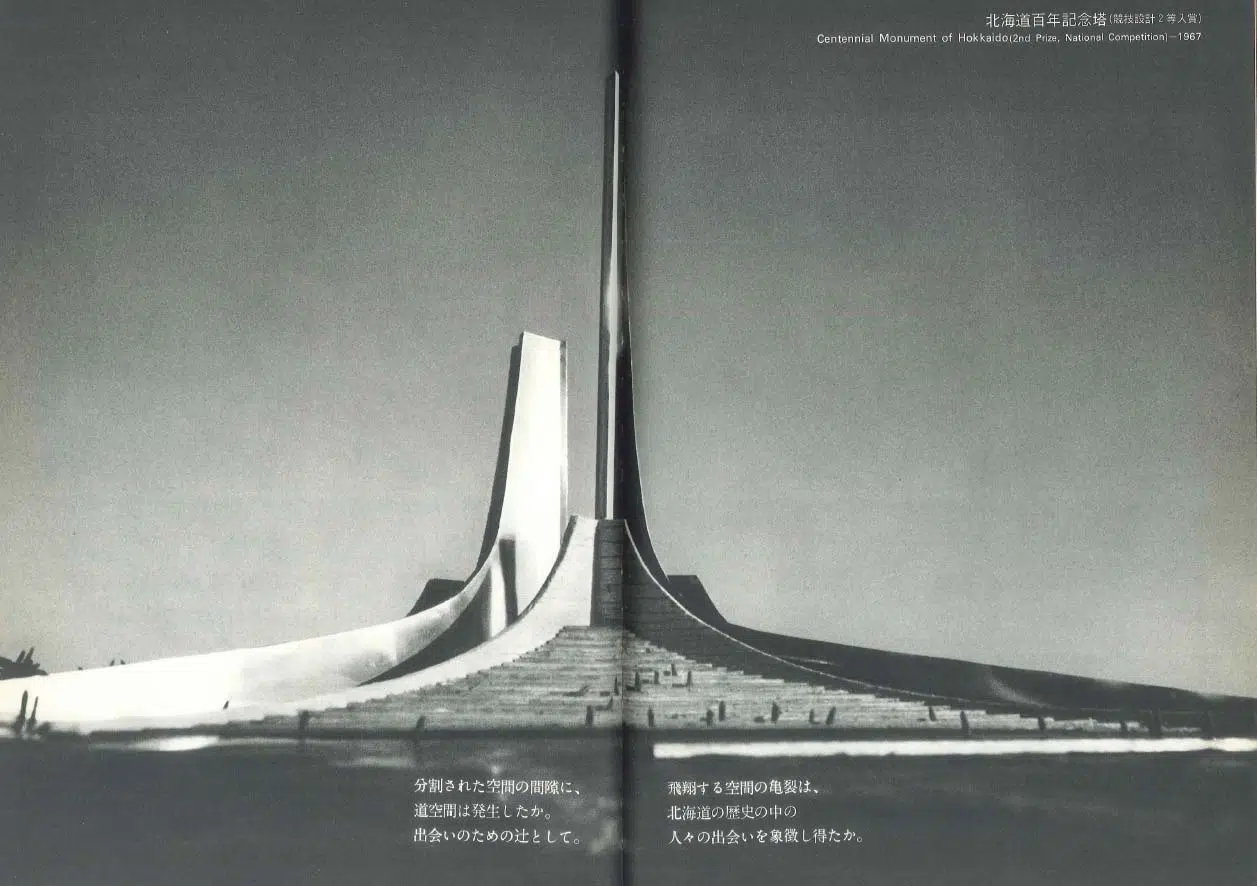 北海道百年記念塔(競技設計2等入賞)
Centennial Monument of Hokkaido(2nd Prize, National Competition)−1967
分割された空間の間隙に、
道空間は発生したか。
出会いのための辻として。
飛翔する空間の亀裂は、
北海道の歴史の中の
人々の出会いを象徴し得たか。